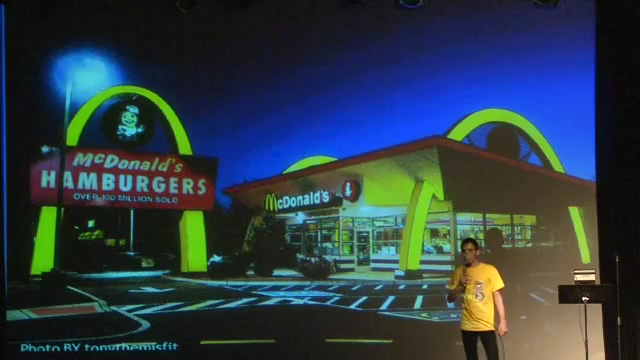 McDonald's
HAMBURGERS
OVER 100 MILLION SOLD
McDonald's
Photo BY tonythemisfit